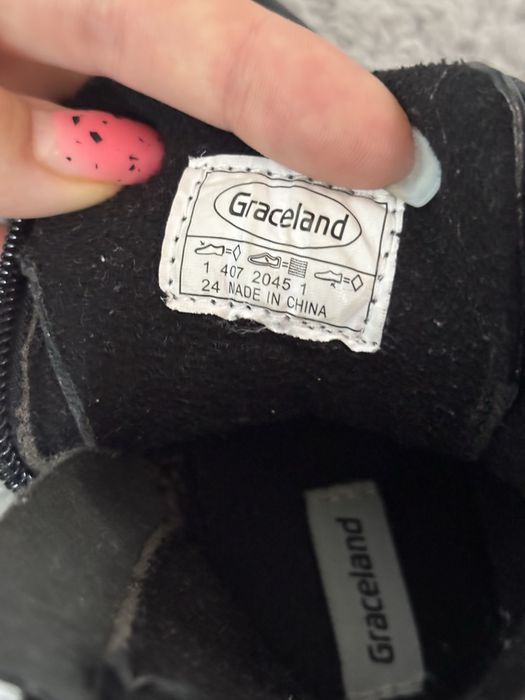 Graceland
1 407 2045 1
24 MADE IN CHINA
Graceland